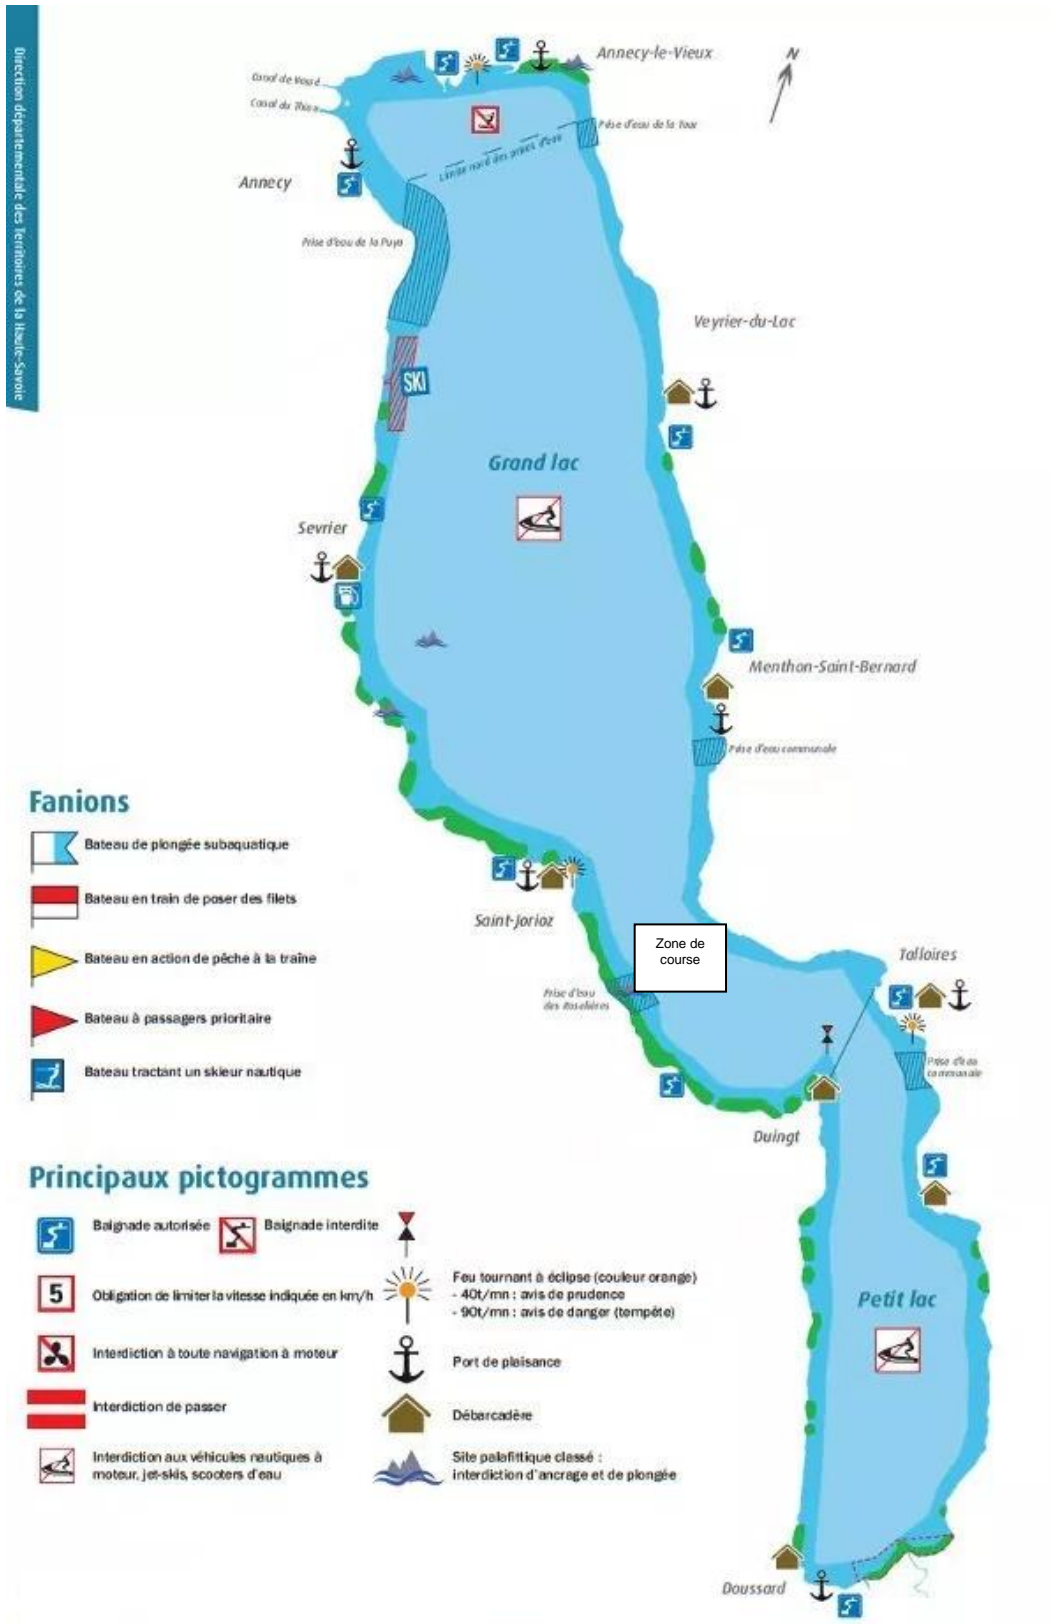 Direction départementale des Territoires de la Haute-Savoie
Annecy-le-Vieux
N
Canal de Vassé
Canal du Thiou
Prise d'eau de la Tour
Limite nord des prises d'eau
Annecy
Prise d'eau de la Puya
Veyrier-du-Lac
SKI
Grand lac
Sevrier
Menthon-Saint-Bernard
Prise d'eau communale
Fanions
Bateau de plongée subaquatique
Bateau en train de poser des filets
Bateau en action de pêche à la traîne
Bateau à passagers prioritaire
Bateau tractant un skieur nautique
Saint-Jorioz
Zone de
course
Talloires
Prise d'eau
des Roselières
Prise d'eau
communale
Duingt
Principaux pictogrammes
Baignade autorisée
Baignade interdite
5
Obligation de limiter la vitesse indiquée en km/h
Feu tournant à éclipse (couleur orange)
- 40t/mn : avis de prudence
- 90t/mn : avis de danger (tempête)
Interdiction à toute navigation à moteur
Port de plaisance
Interdiction de passer
Débarcadère
Interdiction aux véhicules nautiques à
moteur, jet-skis, scooters d'eau
Site palafittique classé :
interdiction d'ancrage et de plongée
Petit lac
Doussard